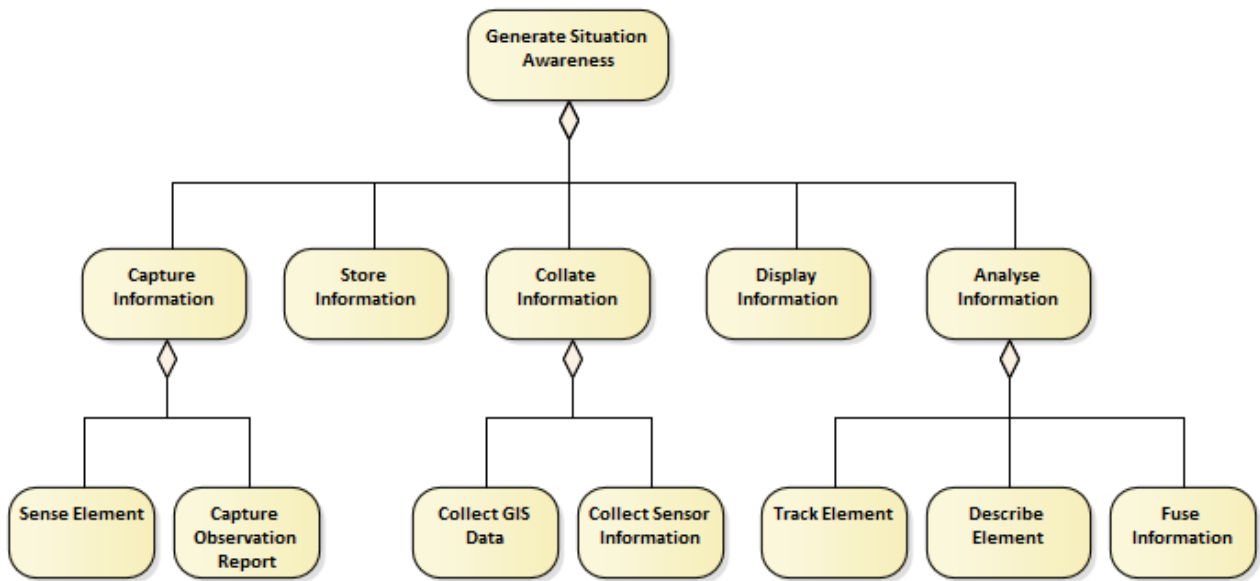 Generate Situation
Awareness
Capture
Information
Store
Information
Collate
Information
Display
Information
Analyse
Information
Sense Element
Capture
Observation
Report
Collect GIS
Data
Collect Sensor
Information
Track Element
Describe
Element
Fuse
Information